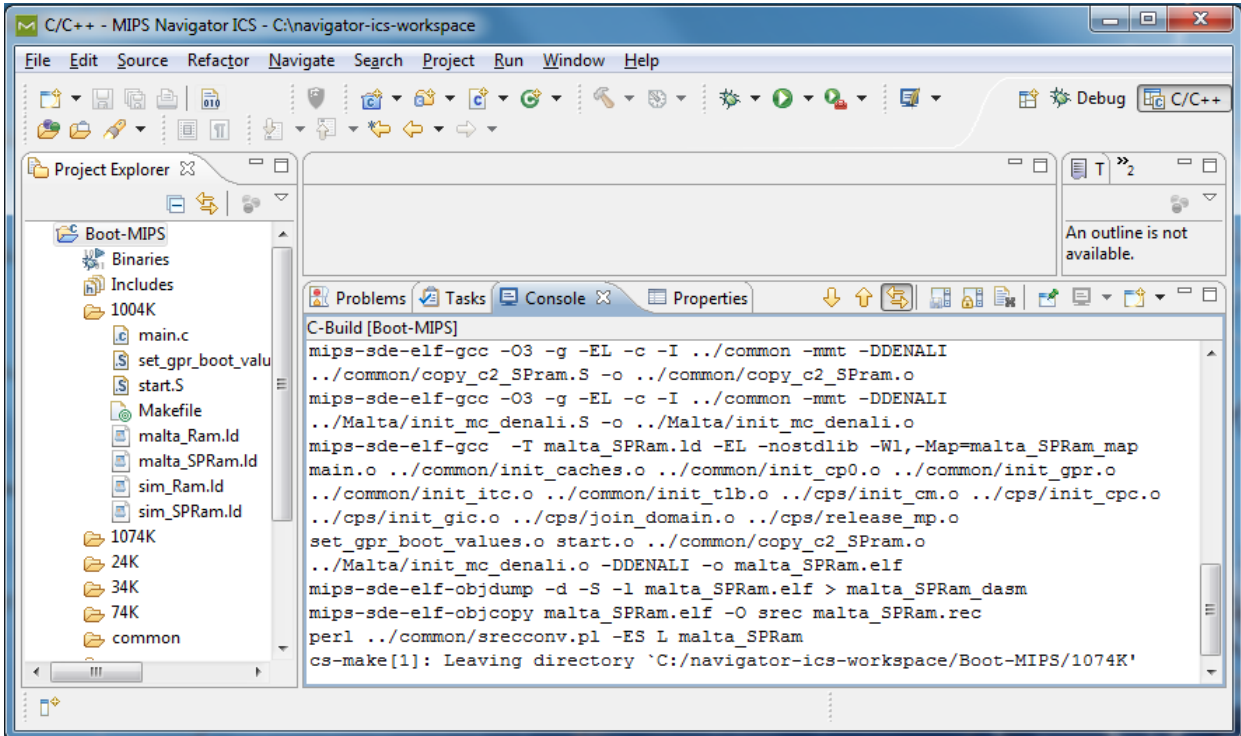 C/C++ - MIPS Navigator ICS - C:\navigator-ics-workspace
File Edit Source Refactor Navigate Search Project Run Window Help
010
Debug C/C++
Project Explorer
T »2
Boot-MIPS
Binaries
Includes
1004K
main.c
set_gpr_boot_valu
start.S
Makefile
malta_Ram.ld
malta_SPRam.ld
sim_Ram.ld
sim_SPRam.ld
1074K
24K
34K
74K
common
An outline is not
available.
Problems Tasks Console Properties
C-Build [Boot-MIPS]
mips-sde-elf-gcc -O3 -g -EL -c -I ../common -mmt -DDENALI
../common/copy_c2_SPram.S -o ../common/copy_c2_SPram.o
mips-sde-elf-gcc -O3 -g -EL -c -I ../common -mmt -DDENALI
../Malta/init_mc_denali.S -o ../Malta/init_mc_denali.o
mips-sde-elf-gcc  -T malta_SPRam.ld -EL -nostdlib -Wl,-Map=malta_SPRam_map
main.o ../common/init_caches.o ../common/init_cp0.o ../common/init_gpr.o
../common/init_itc.o ../common/init_tlb.o ../cps/init_cm.o ../cps/init_cpc.o
../cps/init_gic.o ../cps/join_domain.o ../cps/release_mp.o
set_gpr_boot_values.o start.o ../common/copy_c2_SPram.o
../Malta/init_mc_denali.o -DDENALI -o malta_SPRam.elf
mips-sde-elf-objdump -d -S -l malta_SPRam.elf > malta_SPRam_dasm
mips-sde-elf-objcopy malta_SPRam.elf -O srec malta_SPRam.rec
perl ../common/srecconv.pl -ES L malta_SPRam
cs-make[1]: Leaving directory `C:/navigator-ics-workspace/Boot-MIPS/1074K'